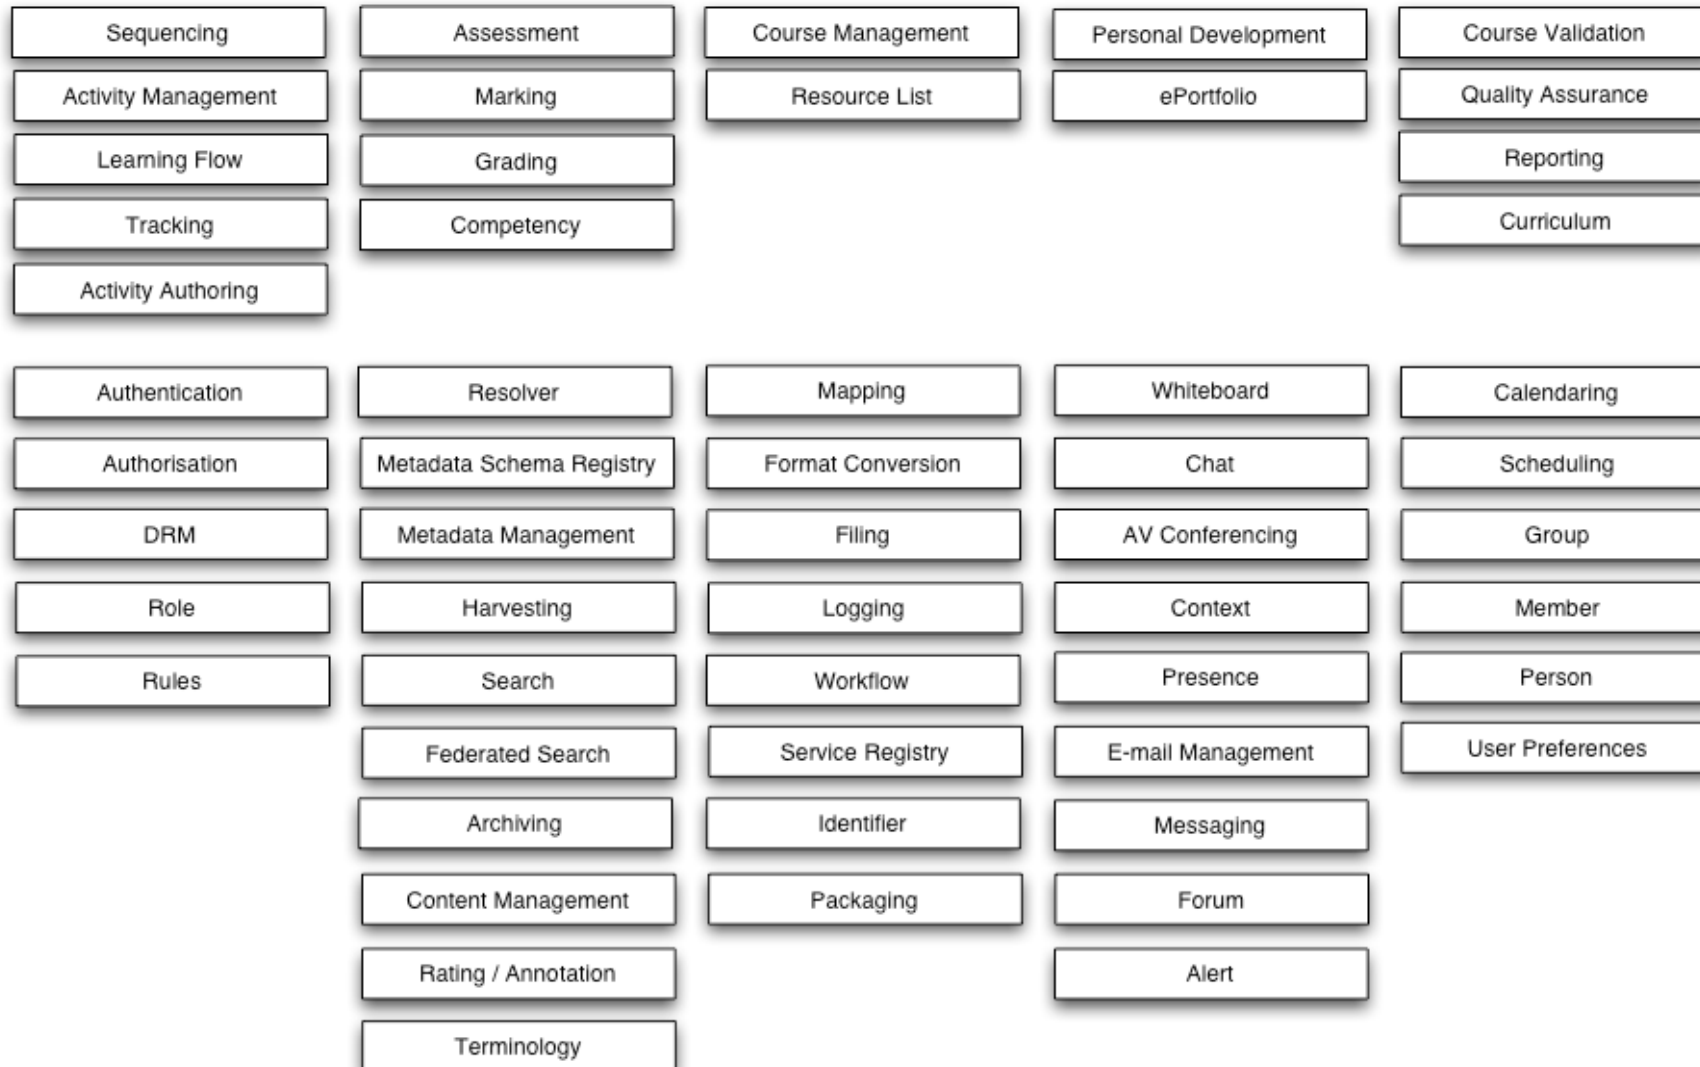 Sequencing
Activity Management
Learning Flow
Tracking
Activity Authoring
Assessment
Marking
Grading
Competency
Course Management
Resource List
Personal Development
ePortfolio
Course Validation
Quality Assurance
Reporting
Curriculum
Authentication
Authorisation
DRM
Role
Rules
Resolver
Metadata Schema Registry
Metadata Management
Harvesting
Search
Federated Search
Archiving
Content Management
Rating / Annotation
Terminology
Mapping
Format Conversion
Filing
Logging
Workflow
Service Registry
Identifier
Packaging
Whiteboard
Chat
AV Conferencing
Context
Presence
E-mail Management
Messaging
Forum
Alert
Calendaring
Scheduling
Group
Member
Person
User Preferences